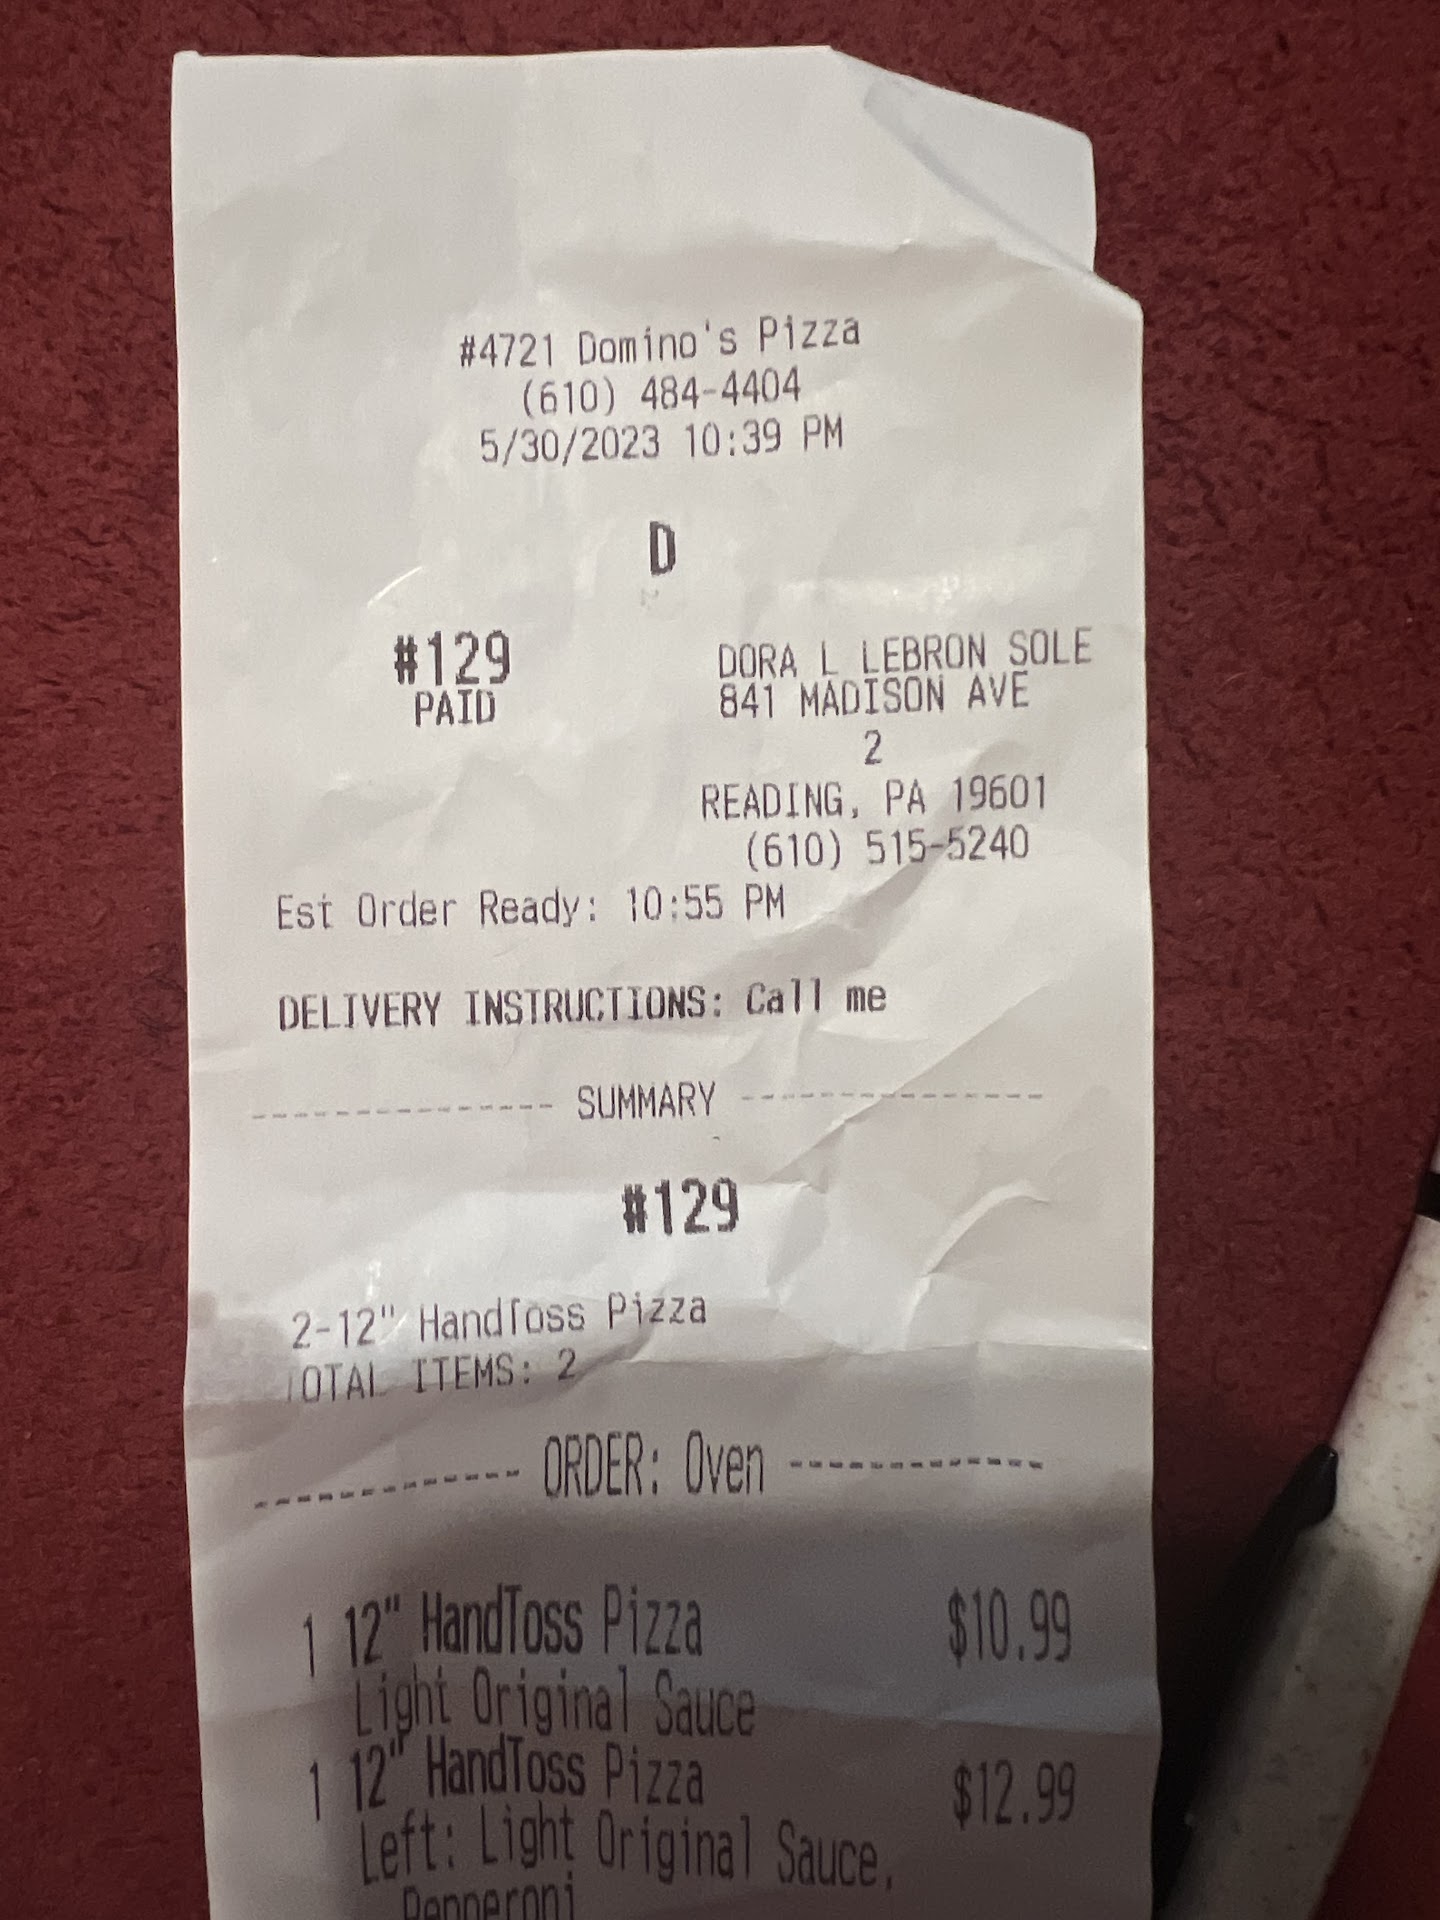 #4721 Domino's Pizza
(610) 484-4404
5/30/2023 10:39 PM
D
#129
PAID
DORA L LEBRON SOLE
841 MADISON AVE
2
READING, PA 19601
(610) 515-5240
Est Order Ready: 10:55 PM
DELIVERY INSTRUCTIONS: Call me
--------------- SUMMARY ---------------
#129
2-12" HandToss Pizza
TOTAL ITEMS: 2
------------- ORDER: Oven -------------
1 12" HandToss Pizza $10.99
Light Original Sauce
1 12" HandToss Pizza $12.99
Left: Light Original Sauce,
Pepperoni